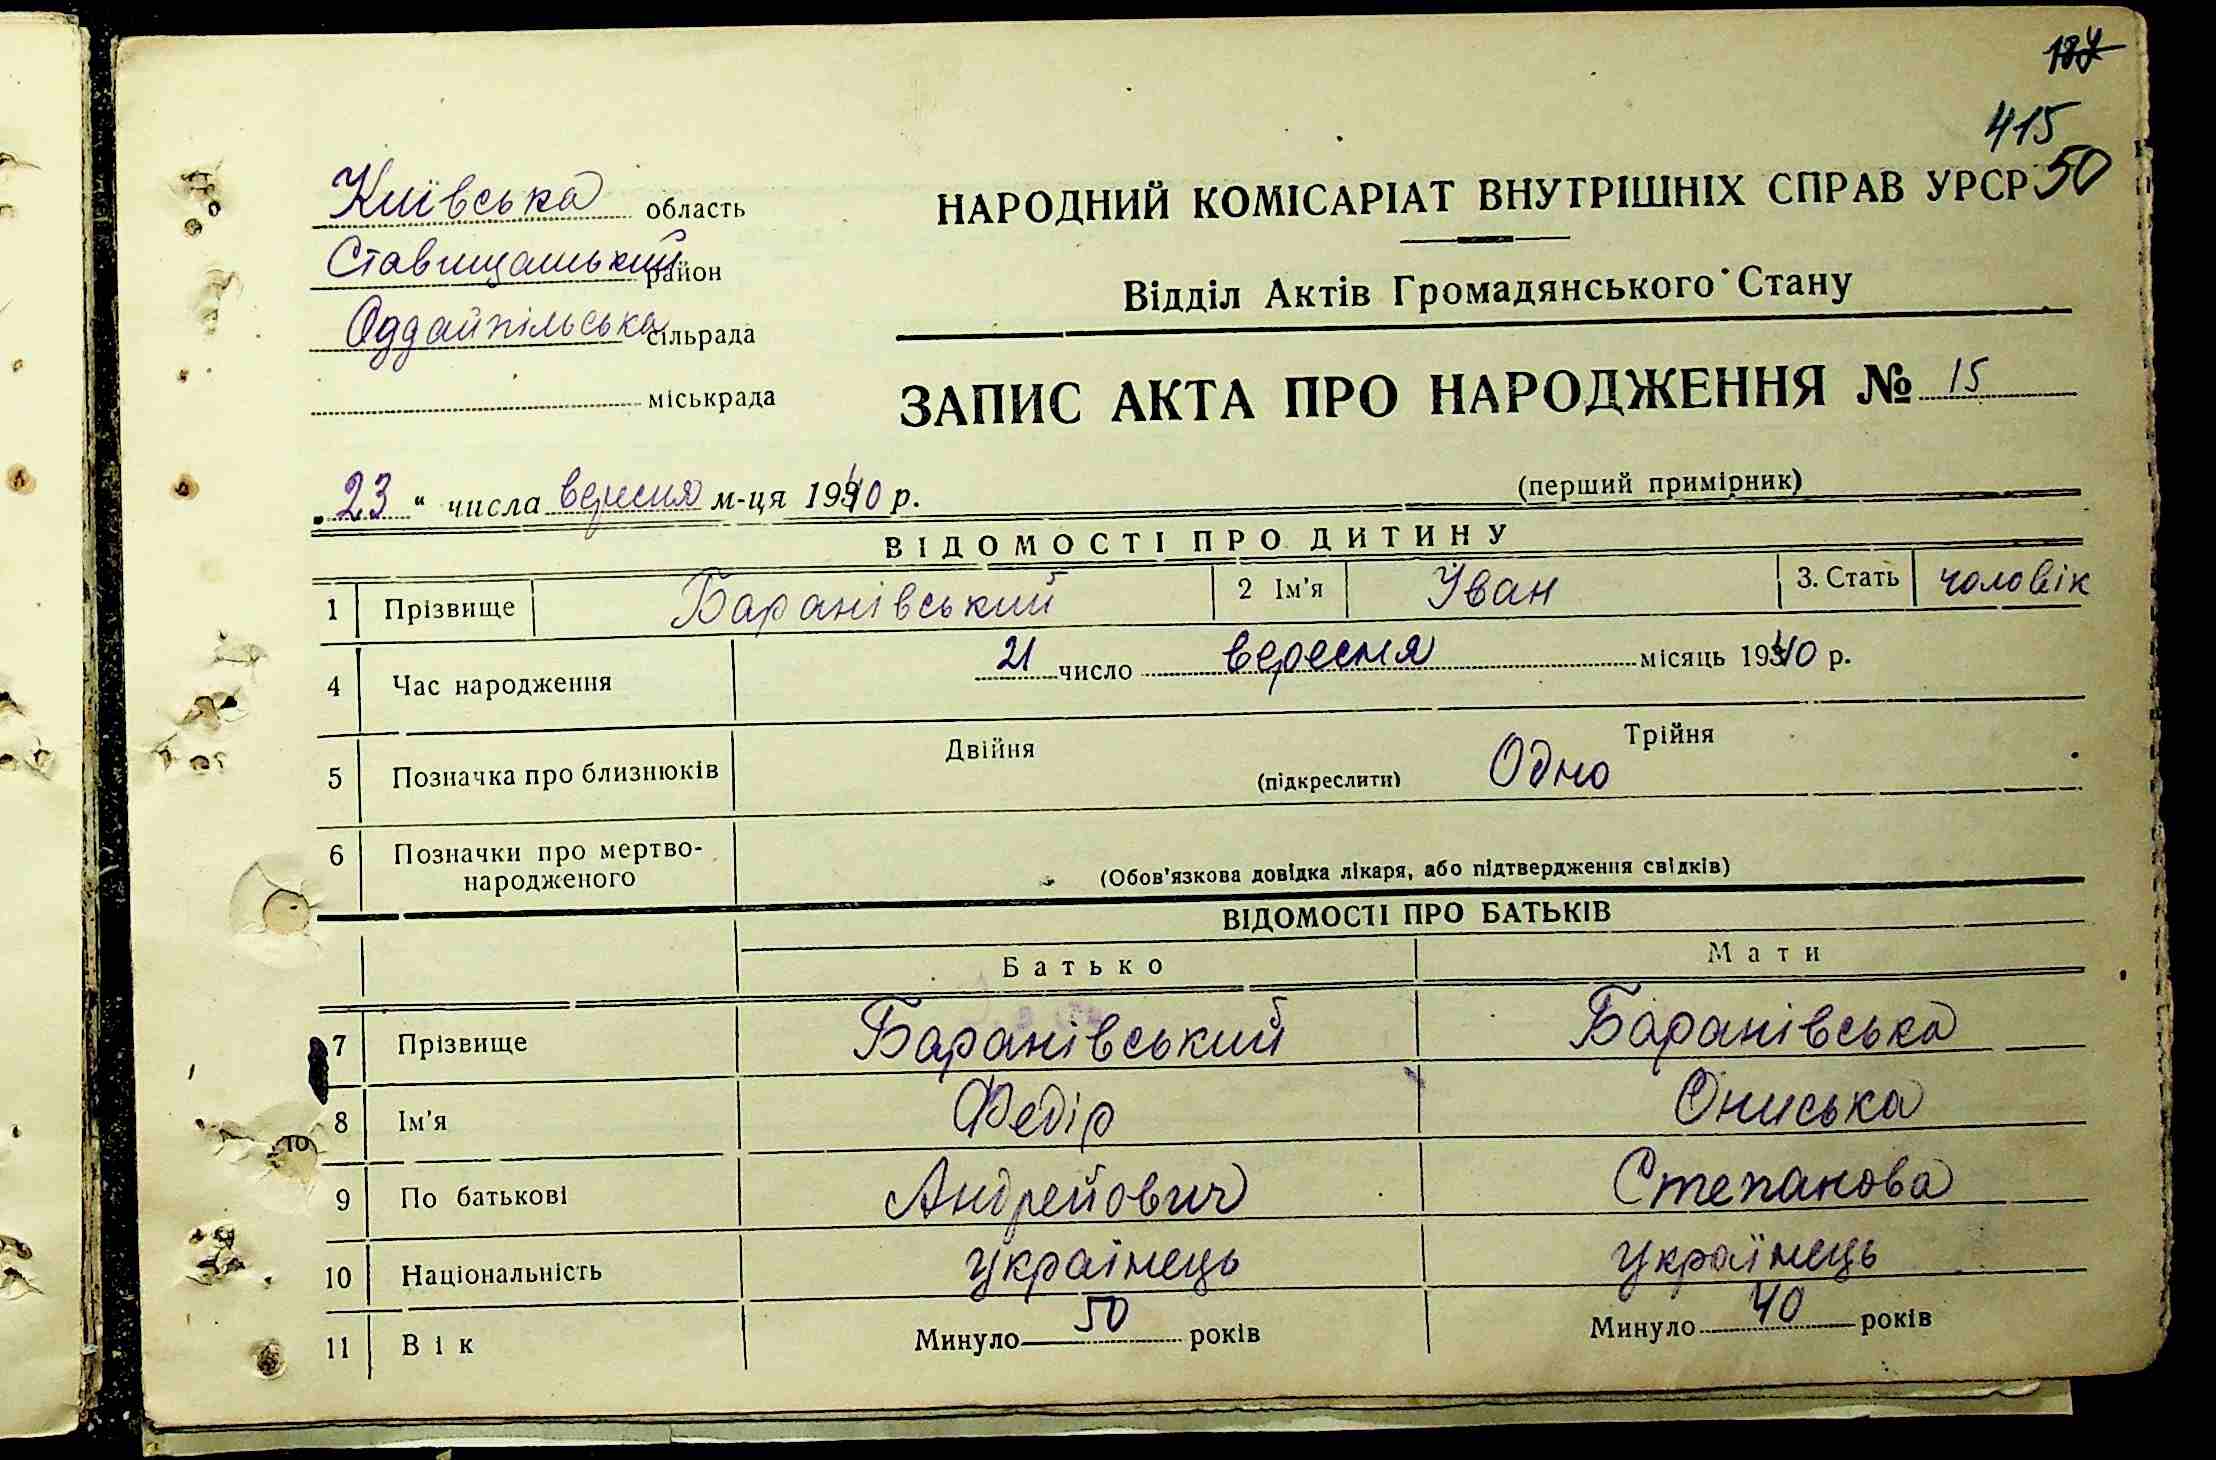 187
415
50
Київська область
Ставищанський район
Оддайпільська сільрада
міськрада
НАРОДНИЙ КОМІСАРІАТ ВНУТРІШНІХ СПРАВ УРСР
Відділ Актів Громадянського Стану
ЗАПИС АКТА ПРО НАРОДЖЕННЯ № 15
„23“ числа вересня м-ця 1940 р.
(перший примірник)
ВІДОМОСТІ ПРО ДИТИНУ
1 Прізвище Баранівський 2 Ім'я Іван 3. Стать чоловік
4 Час народження 21 число вересня місяць 1940 р.
5 Позначка про близнюків Двійня (підкреслити) Одно Трійня
6 Позначки про мертво-
народженого (Обов'язкова довідка лікаря, або підтвердження свідків)
ВІДОМОСТІ ПРО БАТЬКІВ
Батько Мати
7 Прізвище Баранівський Баранівська
8 Ім'я Федір Ониська
9 По батькові Андрейович Степанова
10 Національність українець українець
11 Вік Минуло 50 років Минуло 40 років